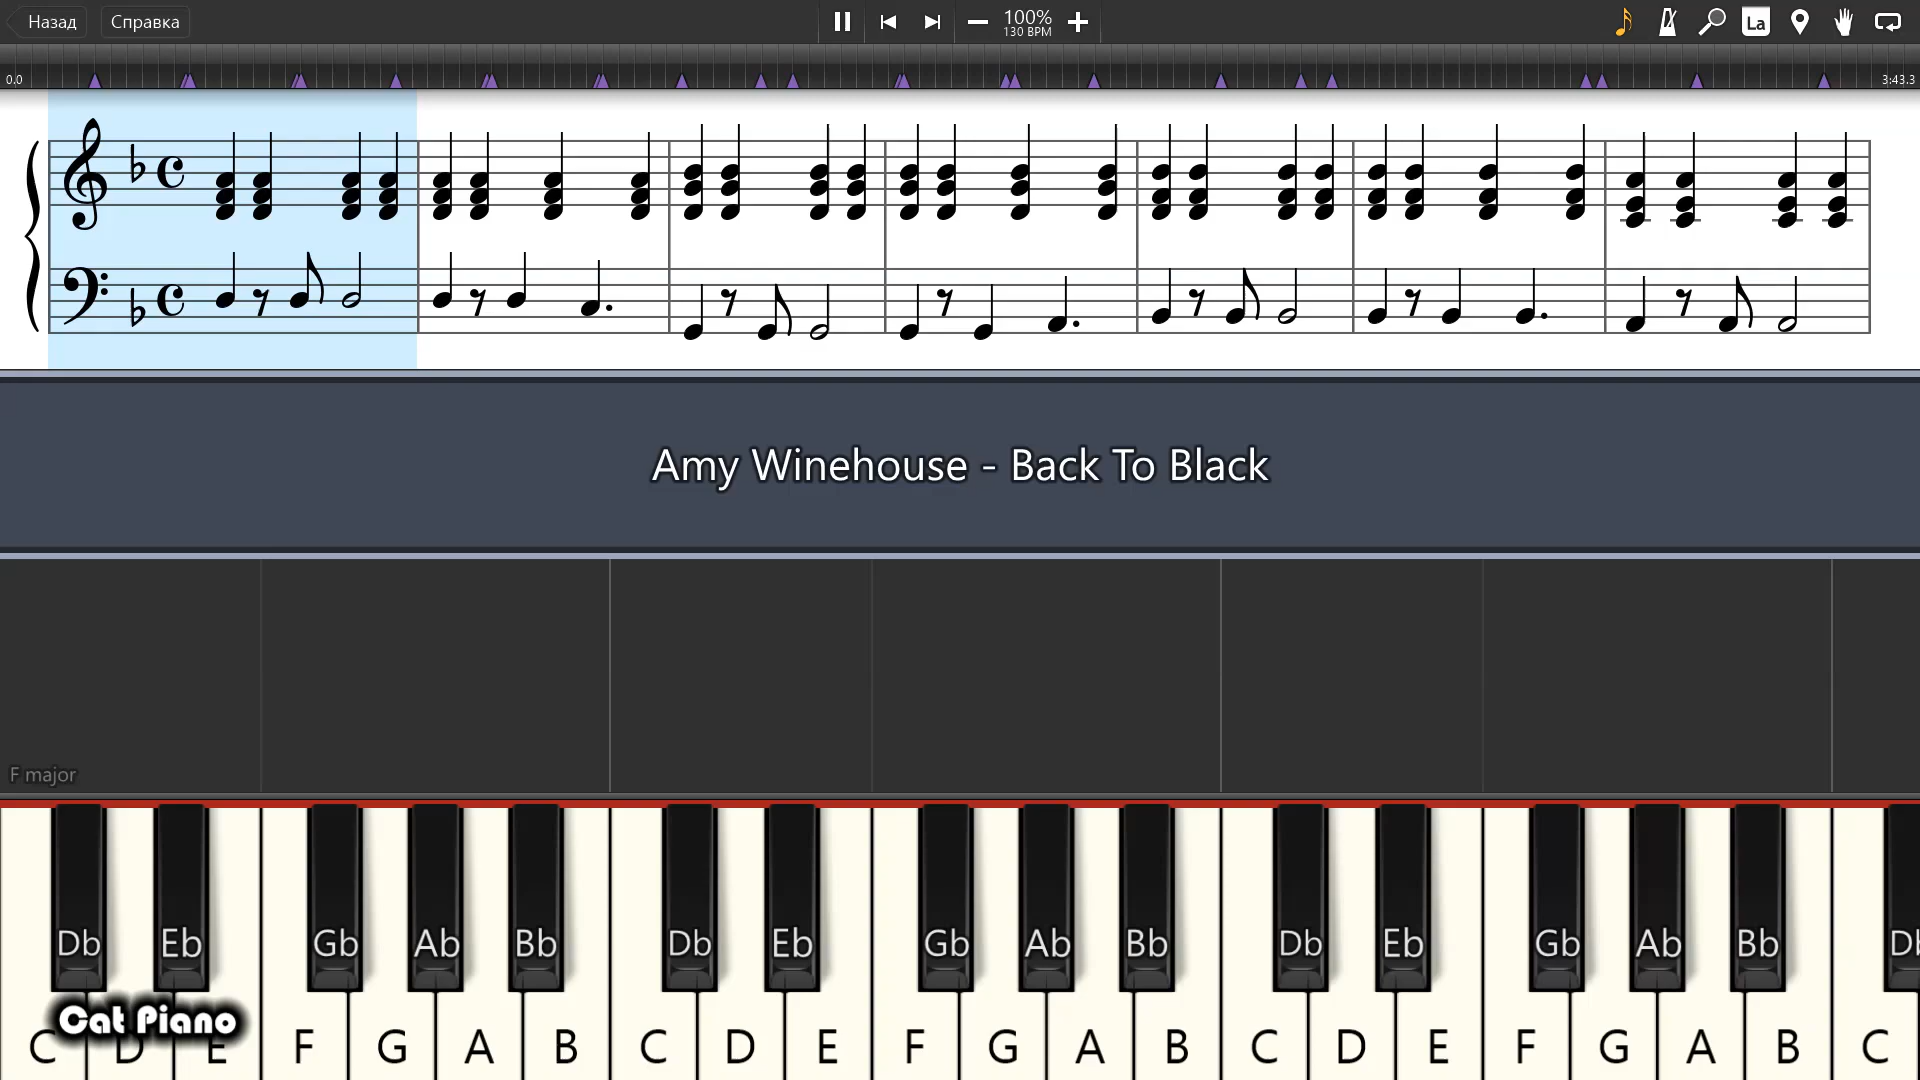 Назад Справка 100%
130 BPM
La
0.0 3:43.3
Amy Winehouse - Back To Black
F major
Db Eb Gb Ab Bb Db Eb Gb Ab Bb Db Eb Gb Ab Bb Db
Cat Piano
C D E F G A B C D E F G A B C D E F G A B C